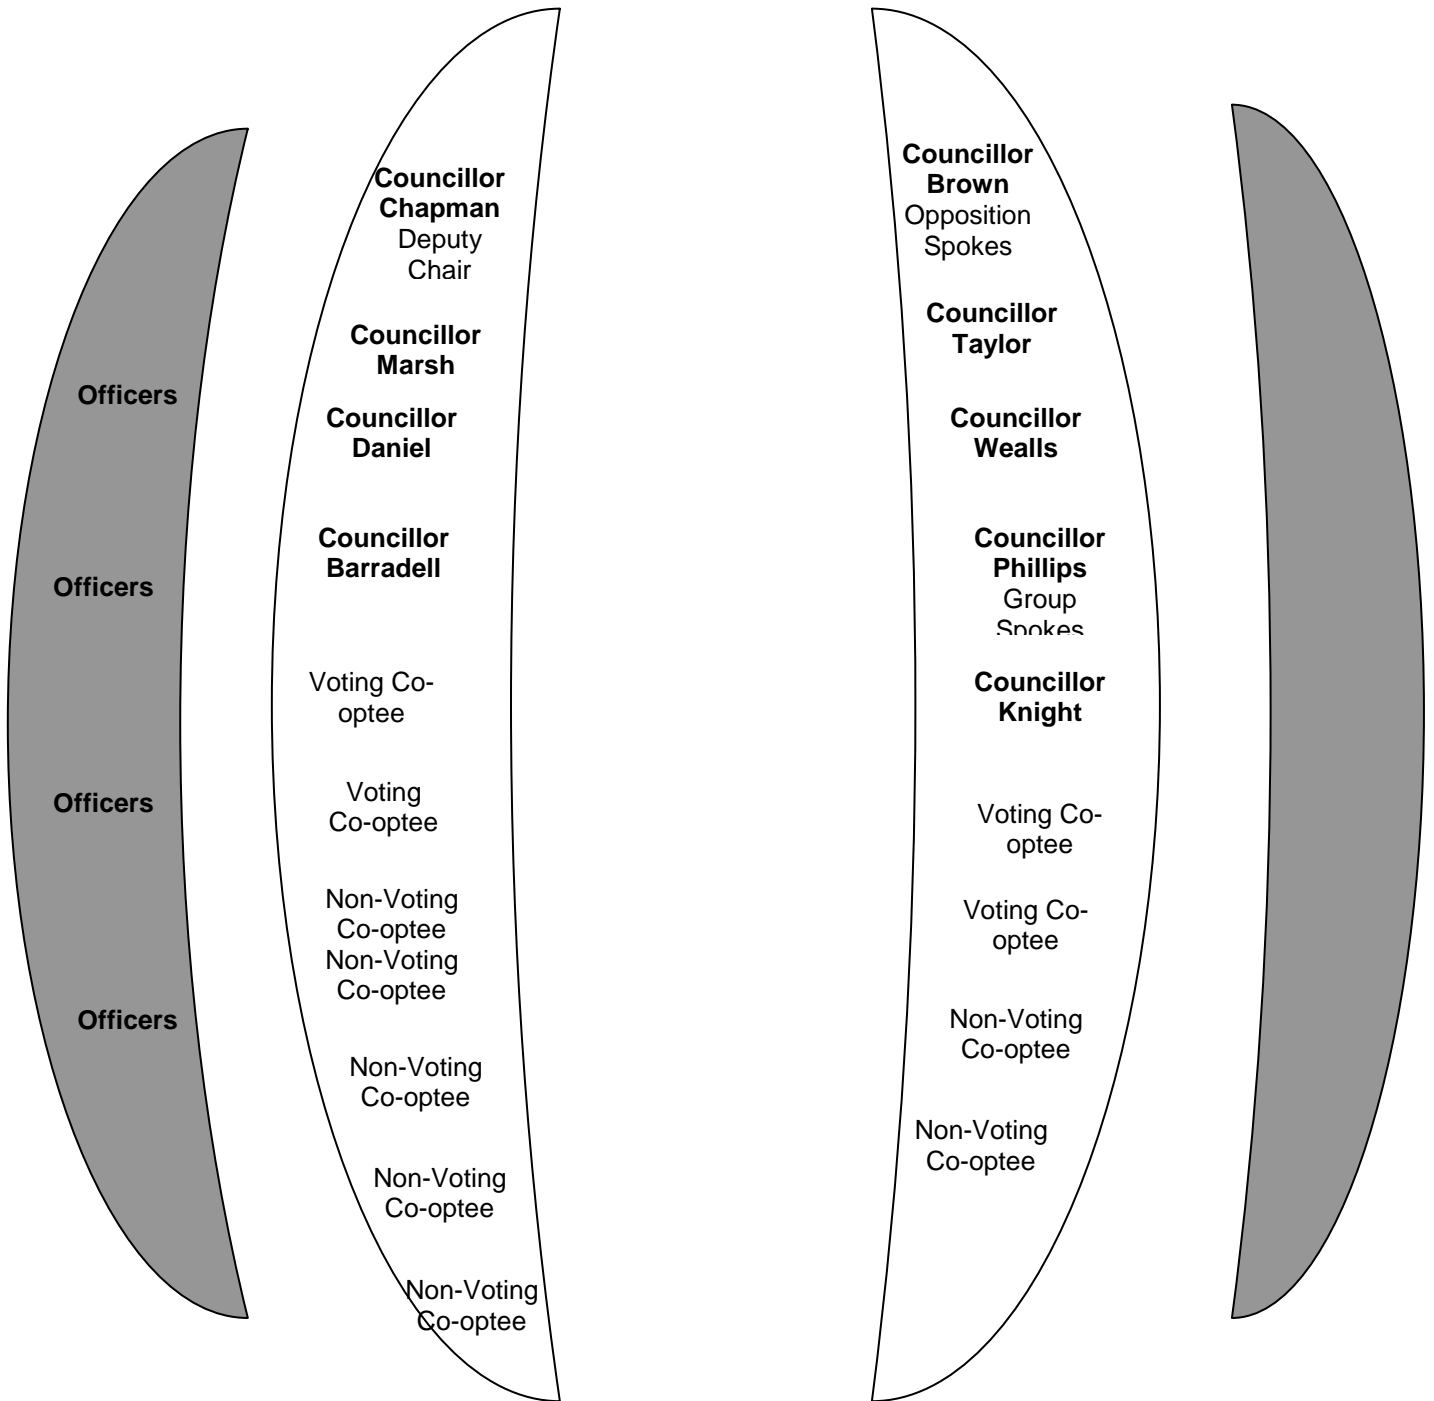 Officers
Officers
Officers
Officers
Councillor
Chapman
Deputy
Chair
Councillor
Marsh
Councillor
Daniel
Councillor
Barradell
Voting Co-
optee
Voting
Co-optee
Non-Voting
Co-optee
Non-Voting
Co-optee
Non-Voting
Co-optee
Non-Voting
Co-optee
Non-Voting
Co-optee
Councillor
Brown
Opposition
Spokes
Councillor
Taylor
Councillor
Wealls
Councillor
Phillips
Group
Spokes
Councillor
Knight
Voting Co-
optee
Voting Co-
optee
Non-Voting
Co-optee
Non-Voting
Co-optee